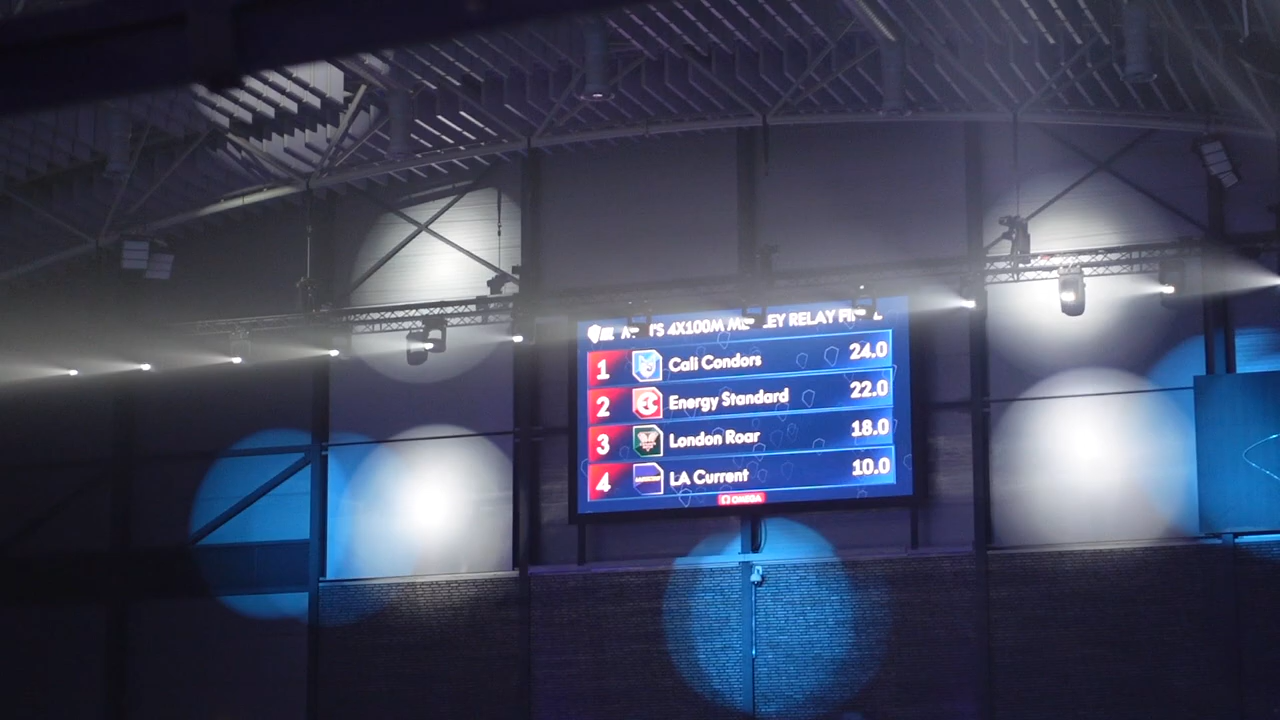 4X100M RELAY
1 Cali Condors 24.0
2 Energy Standard 22.0
3 London Roar 18.0
4 LA Current 10.0
Ω OMEGA